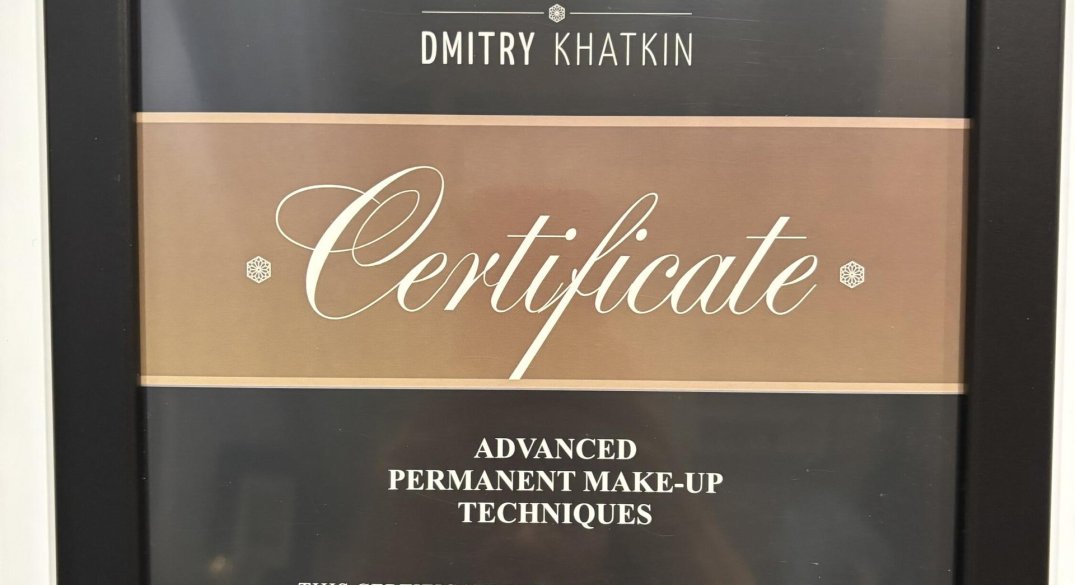 DMITRY KHATKIN
Certificate
ADVANCED
PERMANENT MAKE-UP
TECHNIQUES